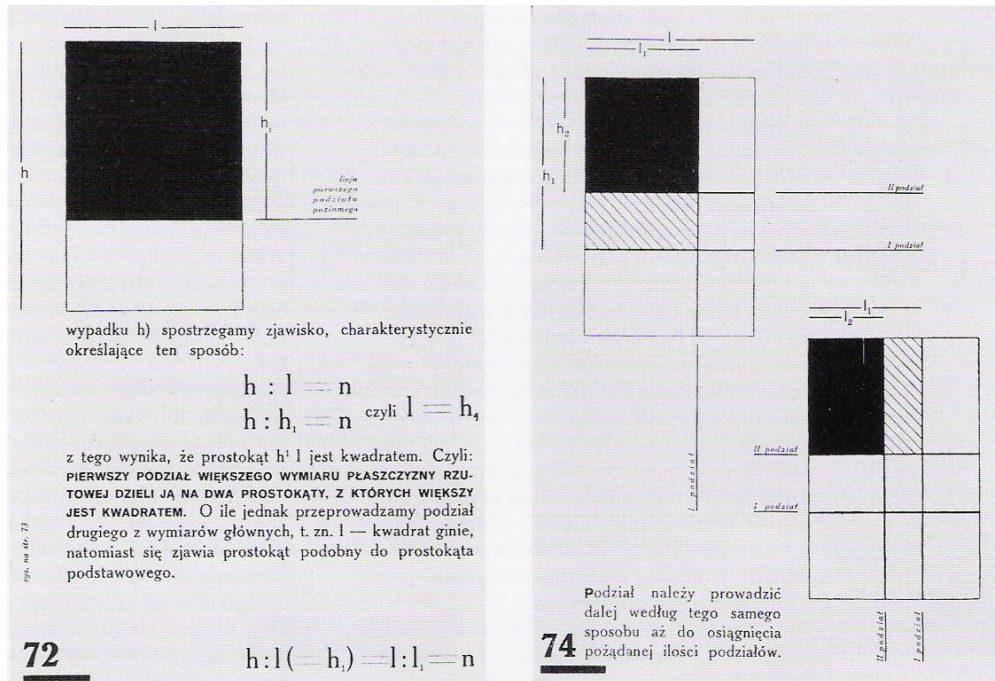 l
h
h₁
linja
pierwszego
podziału
poziomego
wypadku h) spostrzegamy zjawisko, charakterystycznie
określające ten sposób:
h : l = n
h : h₁ = n
czyli l = h₁
z tego wynika, że prostokąt h¹ l jest kwadratem. Czyli:
PIERWSZY PODZIAŁ WIĘKSZEGO WYMIARU PŁASZCZYZNY RZU-
TOWEJ DZIELI JĄ NA DWA PROSTOKĄTY, Z KTÓRYCH WIĘKSZY
JEST KWADRATEM. O ile jednak przeprowadzamy podział
drugiego z wymiarów głównych, t. zn. l — kwadrat ginie,
natomiast się zjawia prostokąt podobny do prostokąta
podstawowego.
rys. na str. 73
72
h : l (= h₁) = l : l₁ = n
l
l₁
h₂
h₁
II podział
I podział
I podział
l₁
l₂
II podział
I podział
II podział
I podział
Podział należy prowadzić
dalej według tego samego
sposobu aż do osiągnięcia
pożądanej ilości podziałów.
74